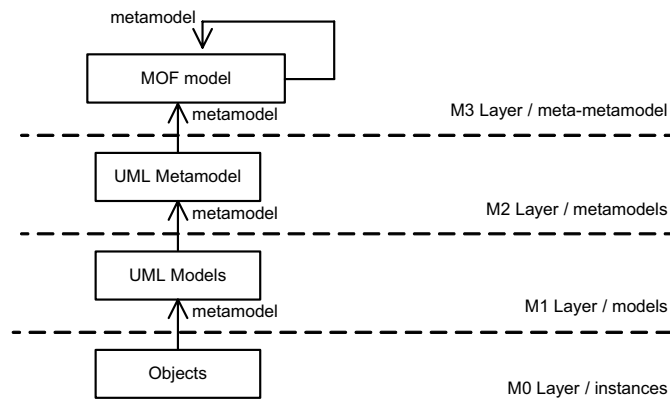 metamodel
MOF model
metamodel
M3 Layer / meta-metamodel
UML Metamodel
metamodel
M2 Layer / metamodels
UML Models
metamodel
M1 Layer / models
Objects
M0 Layer / instances